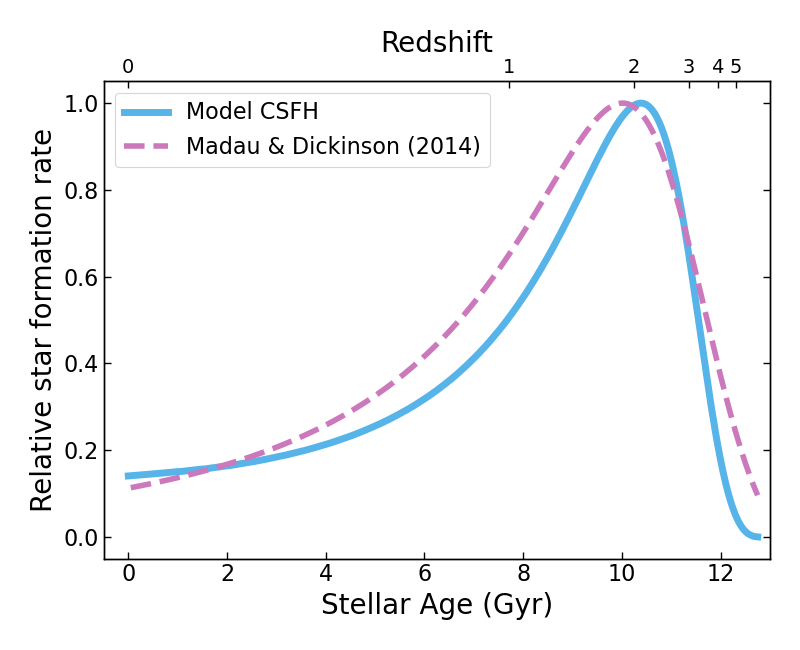 Redshift
0 1 2 3 4 5
Model CSFH
Madau & Dickinson (2014)
Relative star formation rate
1.0
0.8
0.6
0.4
0.2
0.0
0 2 4 6 8 10 12
Stellar Age (Gyr)